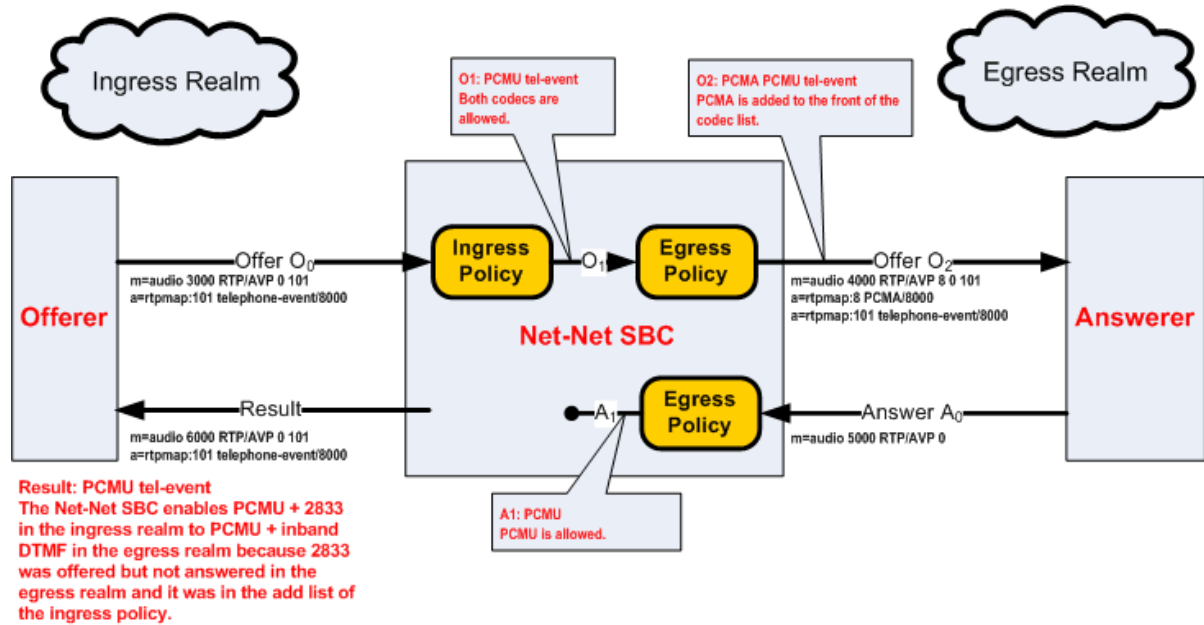 Ingress Realm
Egress Realm
O1: PCMU tel-event
Both codecs are
allowed.
O2: PCMA PCMU tel-event
PCMA is added to the front of the
codec list.
Offerer
Offer O0
m=audio 3000 RTP/AVP 0 101
a=rtpmap:101 telephone-event/8000
Ingress
Policy
O1
Egress
Policy
Offer O2
m=audio 4000 RTP/AVP 8 0 101
a=rtpmap:8 PCMA/8000
a=rtpmap:101 telephone-event/8000
Answerer
Net-Net SBC
Result
m=audio 6000 RTP/AVP 0 101
a=rtpmap:101 telephone-event/8000
A1
Egress
Policy
Answer A0
m=audio 5000 RTP/AVP 0
A1: PCMU
PCMU is allowed.
Result: PCMU tel-event
The Net-Net SBC enables PCMU + 2833
in the ingress realm to PCMU + inband
DTMF in the egress realm because 2833
was offered but not answered in the
egress realm and it was in the add list of
the ingress policy.